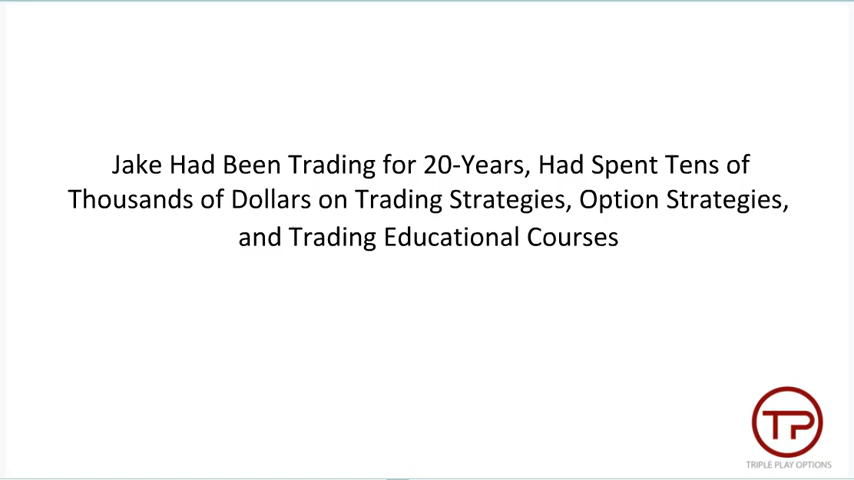 Jake Had Been Trading for 20-Years, Had Spent Tens of
Thousands of Dollars on Trading Strategies, Option Strategies,
and Trading Educational Courses
TP
TRIPLE PLAY OPTIONS